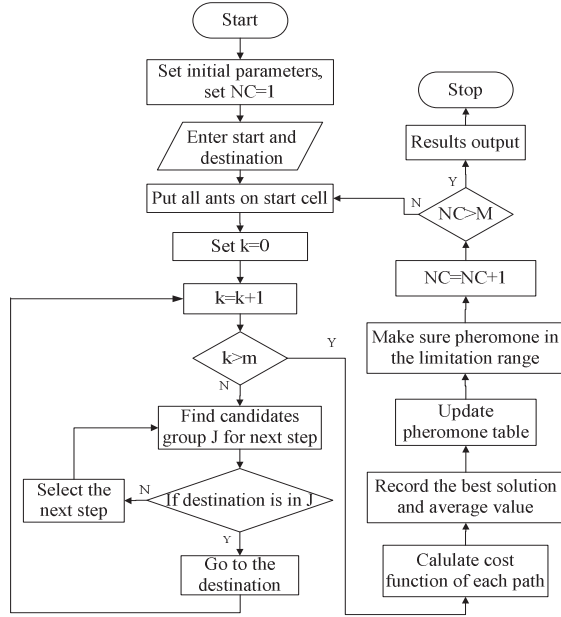 Start
Set initial parameters,
set NC=1
Enter start and
destination
Put all ants on start cell
Set k=0
k=k+1
k>m
Y
N
Find candidates
group J for next step
If destination is in J
N
Select the
next step
Y
Go to the
destination
Calulate cost
function of each path
Record the best solution
and average value
Update
pheromone table
Make sure pheromone in
the limitation range
NC=NC+1
NC>M
N
Y
Results output
Stop